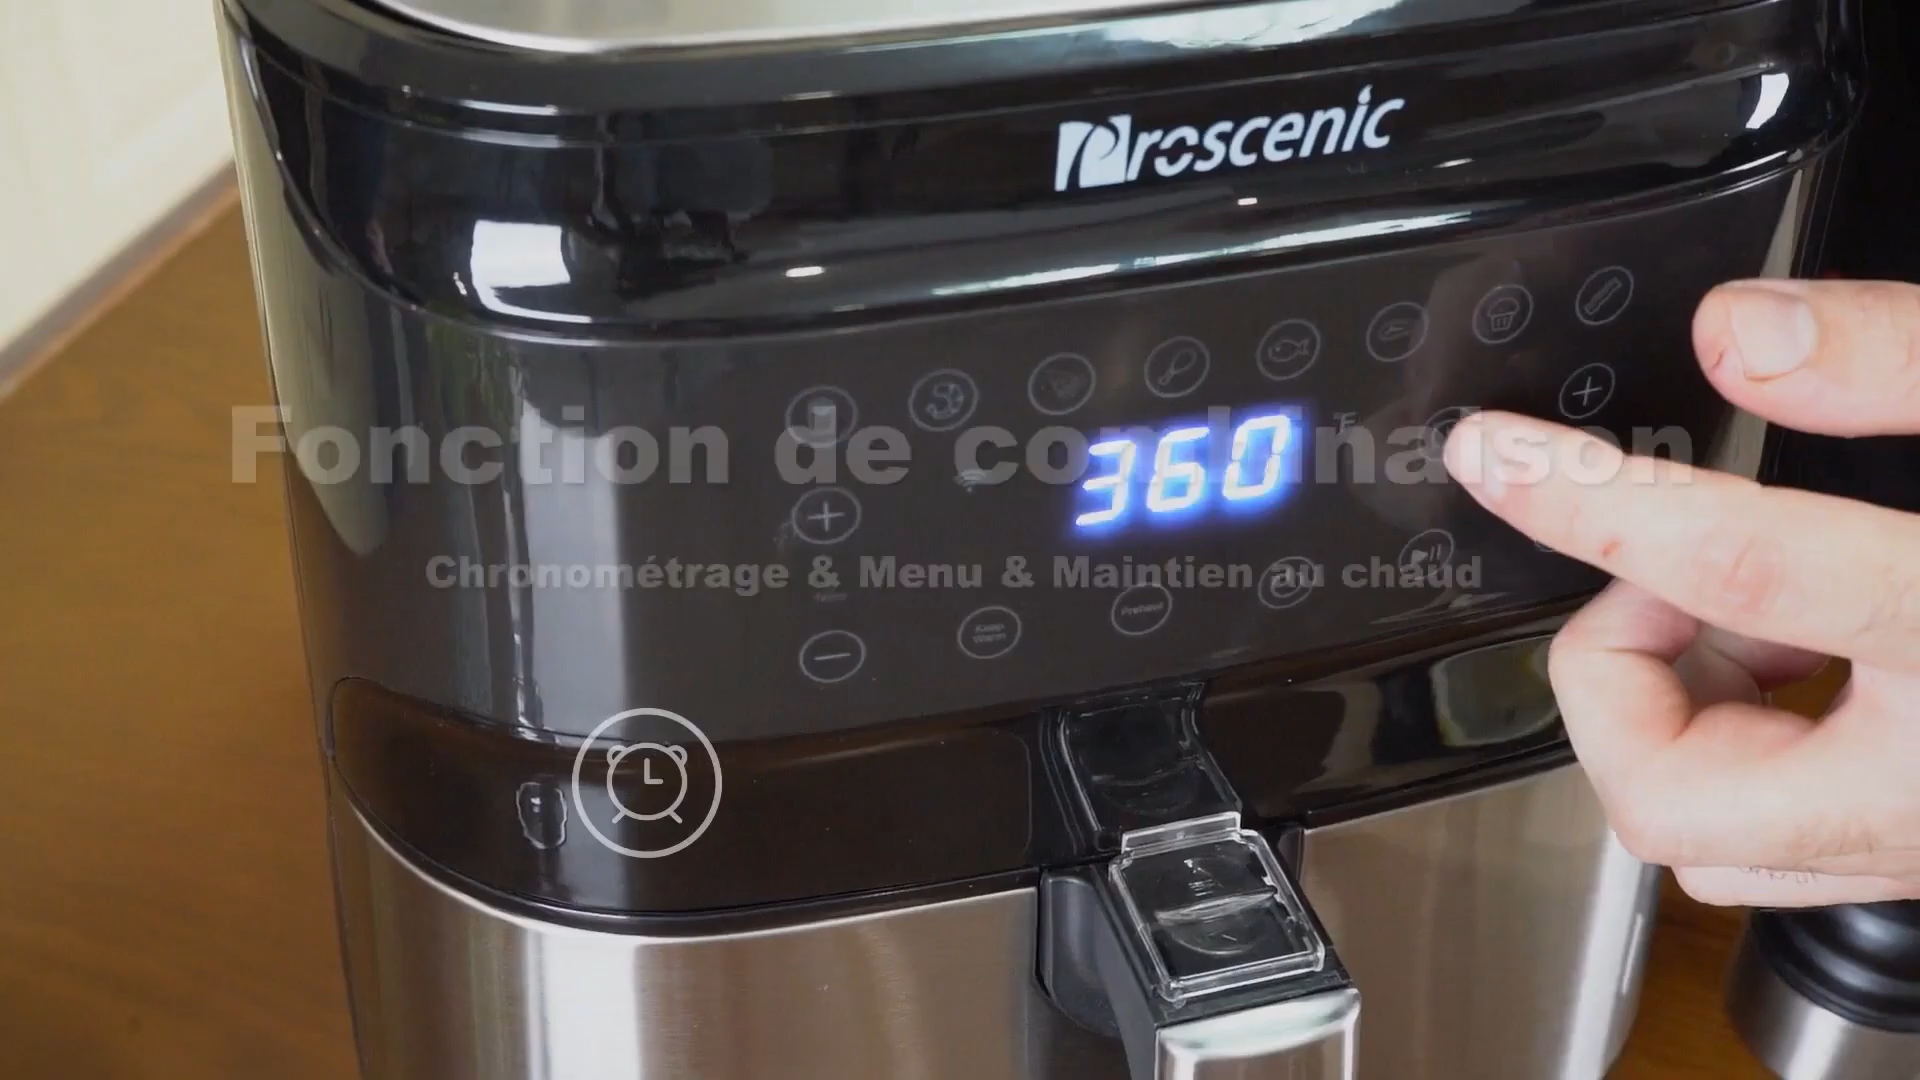 Proscenic
Fonction de combinaison
360 °F
Chronométrage & Menu & Maintien au chaud
Keep Warm
Preheat